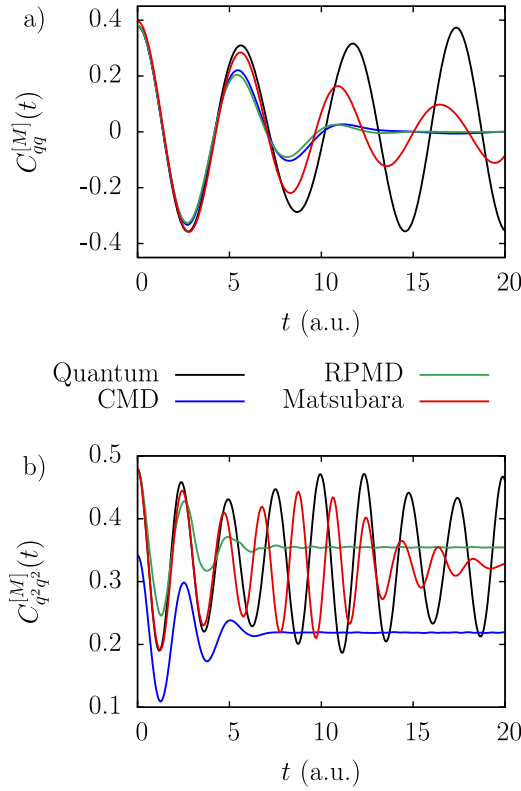 a)
0.4
0.2
0
-0.2
-0.4
C_{qq}^{[M]}(t)
0 5 10 15 20
t (a.u.)
Quantum RPMD
CMD Matsubara
b)
0.5
0.4
0.3
0.2
0.1
C_{q^2q^2}^{[M]}(t)
0 5 10 15 20
t (a.u.)